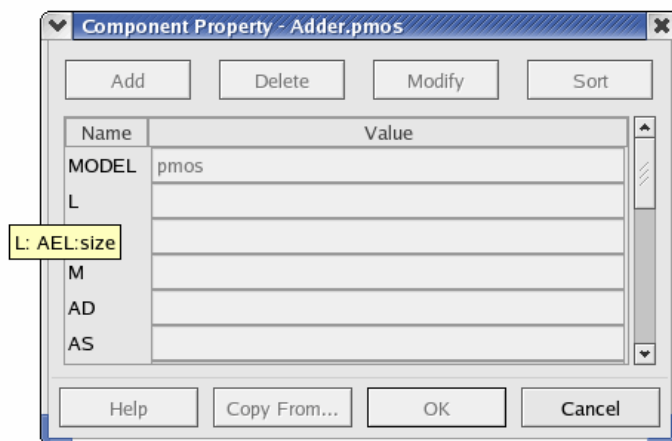 Component Property - Adder.pmos
Add Delete Modify Sort
Name Value
MODEL pmos
L
L: AEL:size
M
AD
AS
Help Copy From... OK Cancel